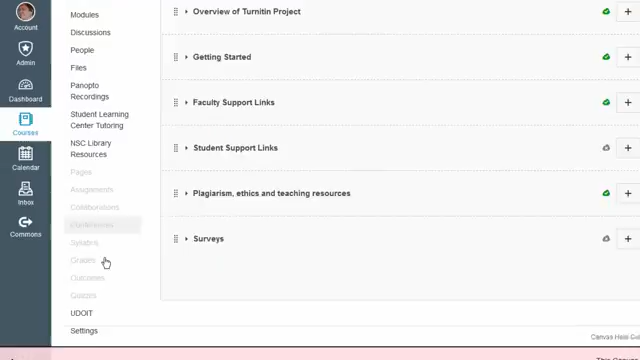 Account
Admin
Dashboard
Courses
Calendar
Inbox
Commons
Modules
Discussions
People
Files
Panopto
Recordings
Student Learning
Center Tutoring
NSC Library
Resources
Pages
Assignments
Collaborations
Conferences
Syllabus
Grades
Outcomes
Quizzes
UDOIT
Settings
Overview of Turnitin Project
Getting Started
Faculty Support Links
Student Support Links
Plagiarism, ethics and teaching resources
Surveys